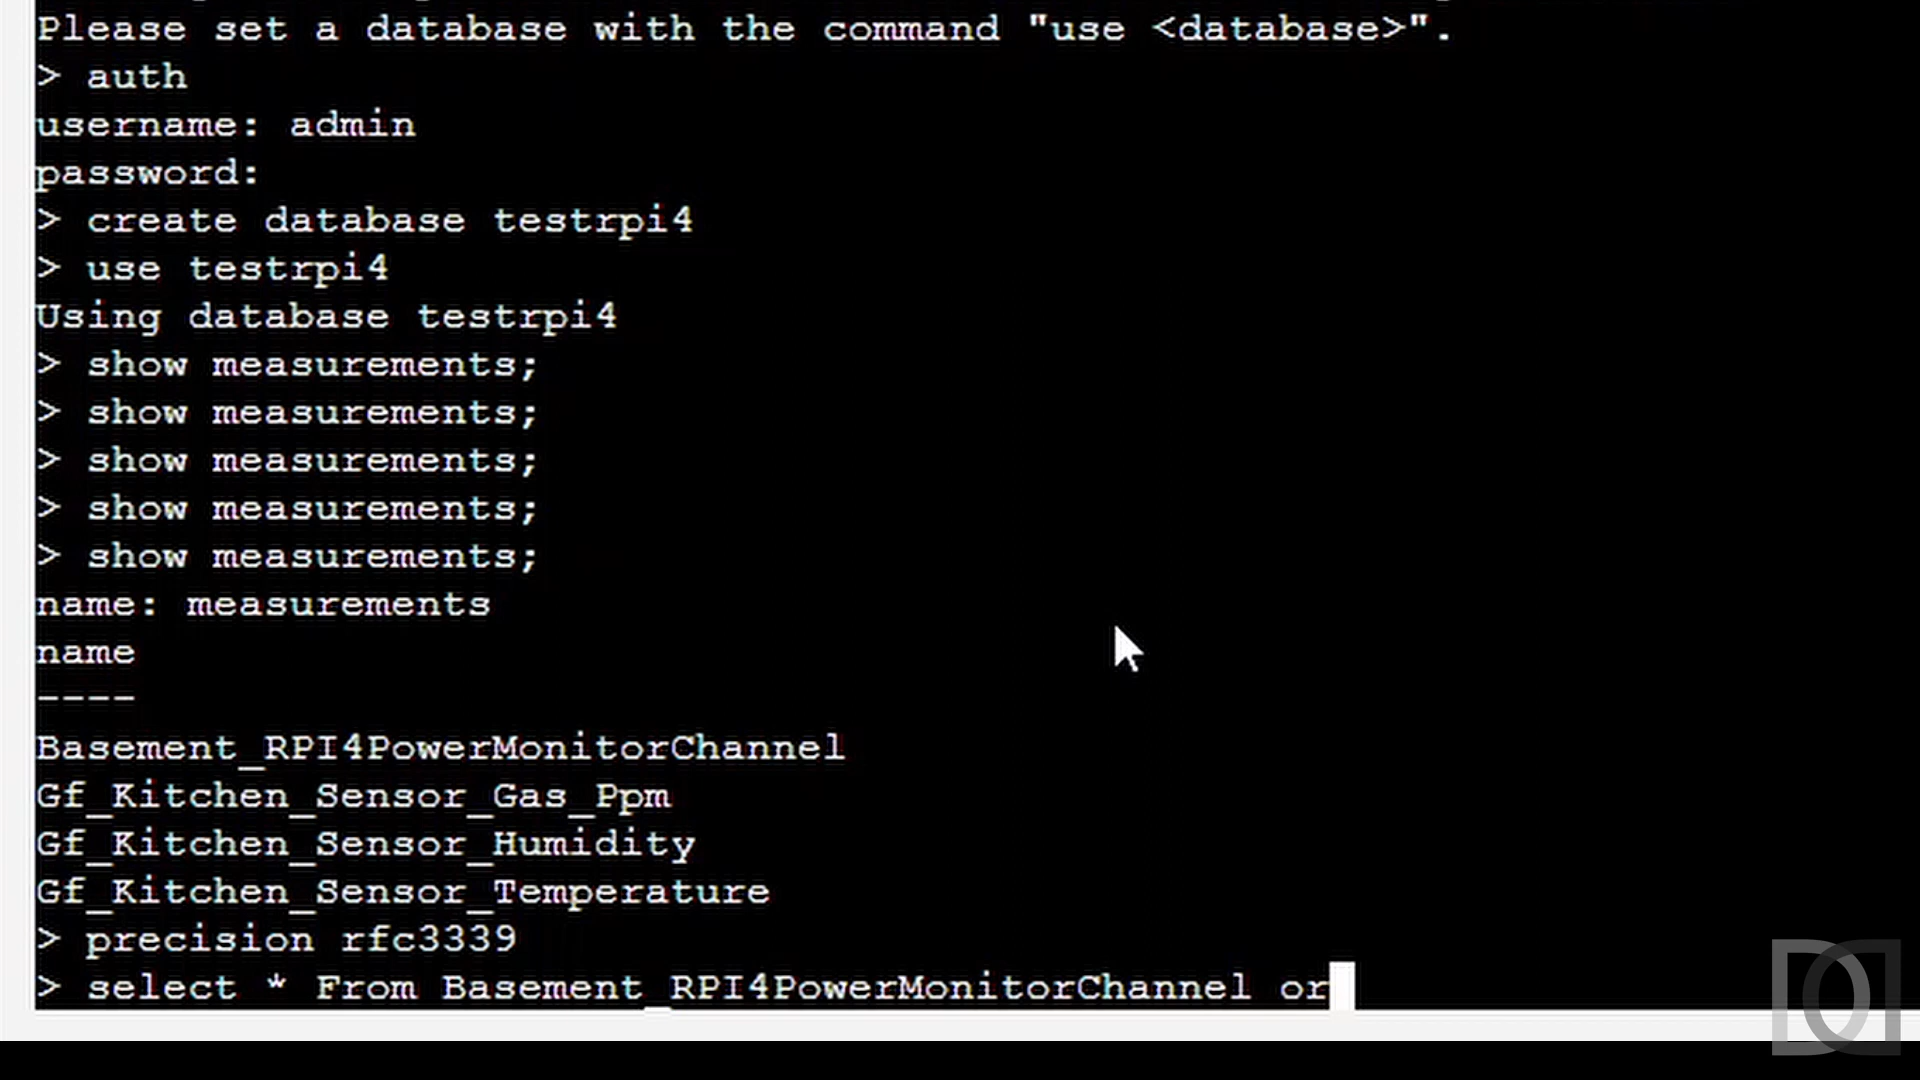 Please set a database with the command "use <database>".
> auth
username: admin
password:
> create database testrpi4
> use testrpi4
Using database testrpi4
> show measurements;
> show measurements;
> show measurements;
> show measurements;
> show measurements;
name: measurements
name
----
Basement_RPI4PowerMonitorChannel
Gf_Kitchen_Sensor_Gas_Ppm
Gf_Kitchen_Sensor_Humidity
Gf_Kitchen_Sensor_Temperature
> precision rfc3339
> select * From Basement_RPI4PowerMonitorChannel or